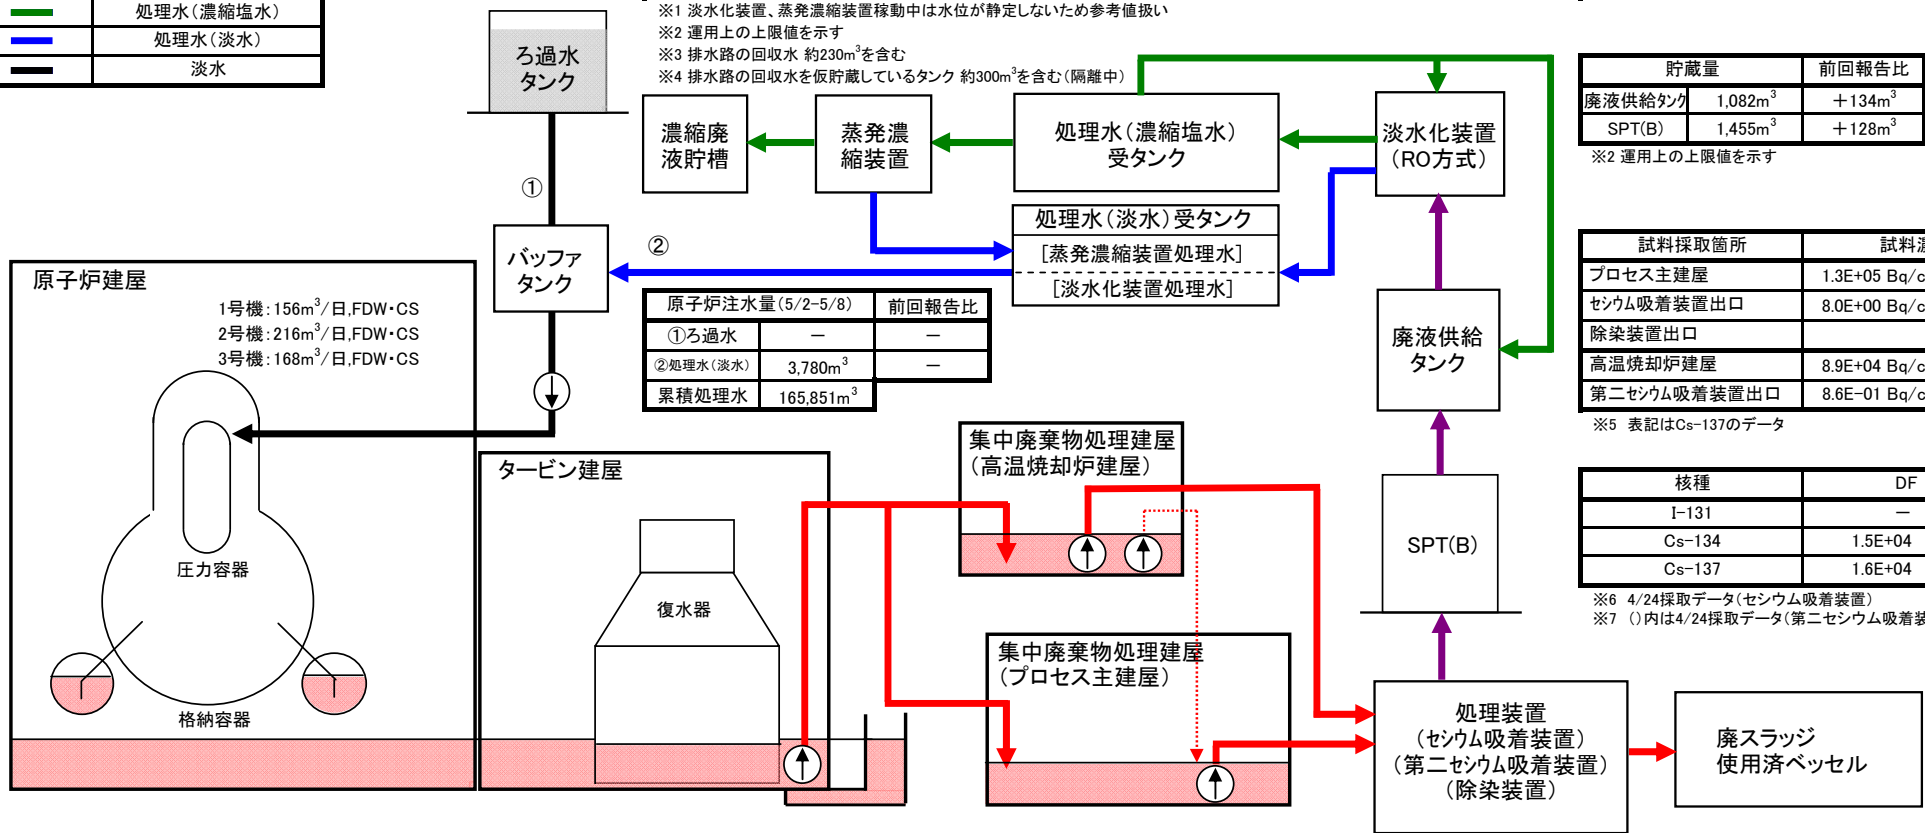 処理水(濃縮塩水)
処理水(淡水)
淡水
※1 淡水化装置、蒸発濃縮装置稼動中は水位が静定しないため参考値扱い
※2 運用上の上限値を示す
※3 排水路の回収水 約230m³を含む
※4 排水路の回収水を仮貯蔵しているタンク 約300m³を含む(隔離中)
ろ過水
タンク
濃縮廃
液貯槽
蒸発濃
縮装置
処理水(濃縮塩水)
受タンク
淡水化装置
(RO方式)
貯蔵量 前回報告比
廃液供給タンク 1,082m³ +134m³
SPT(B) 1,455m³ +128m³
※2 運用上の上限値を示す
①
②
バッファ
タンク
処理水(淡水)受タンク
[蒸発濃縮装置処理水]
[淡水化装置処理水]
原子炉注水量(5/2-5/8) 前回報告比
①ろ過水 - -
②処理水(淡水) 3,780m³ -
累積処理水 165,851m³
廃液供給
タンク
試料採取箇所 試料
プロセス主建屋 1.3E+05 Bq/c
セシウム吸着装置出口 8.0E+00 Bq/c
除染装置出口
高温焼却炉建屋 8.9E+04 Bq/c
第二セシウム吸着装置出口 8.6E-01 Bq/c
※5 表記はCs-137のデータ
原子炉建屋
1号機:156m³/日,FDW・CS
2号機:216m³/日,FDW・CS
3号機:168m³/日,FDW・CS
圧力容器
格納容器
タービン建屋
復水器
集中廃棄物処理建屋
(高温焼却炉建屋)
集中廃棄物処理建屋
(プロセス主建屋)
SPT(B)
核種 DF
I-131 -
Cs-134 1.5E+04
Cs-137 1.6E+04
※6 4/24採取データ(セシウム吸着装置)
※7 ()内は4/24採取データ(第二セシウム吸着装
処理装置
(セシウム吸着装置)
(第二セシウム吸着装置)
(除染装置)
廃スラッジ
使用済ベッセル